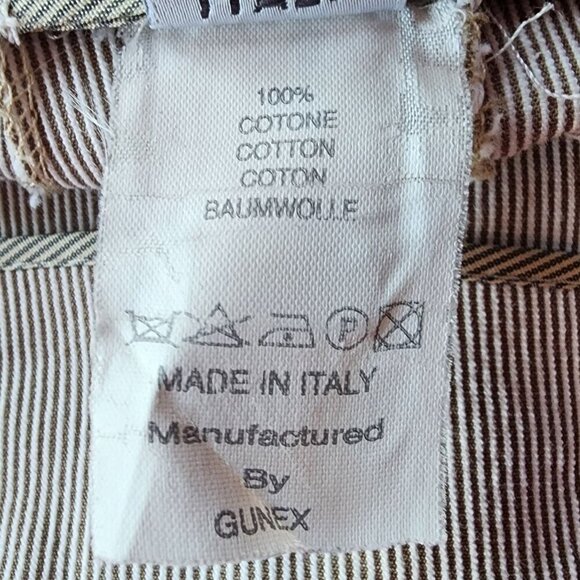 100%
COTONE
COTTON
COTON
BAUMWOLLE
P
MADE IN ITALY
Manufactured
By
GUNEX